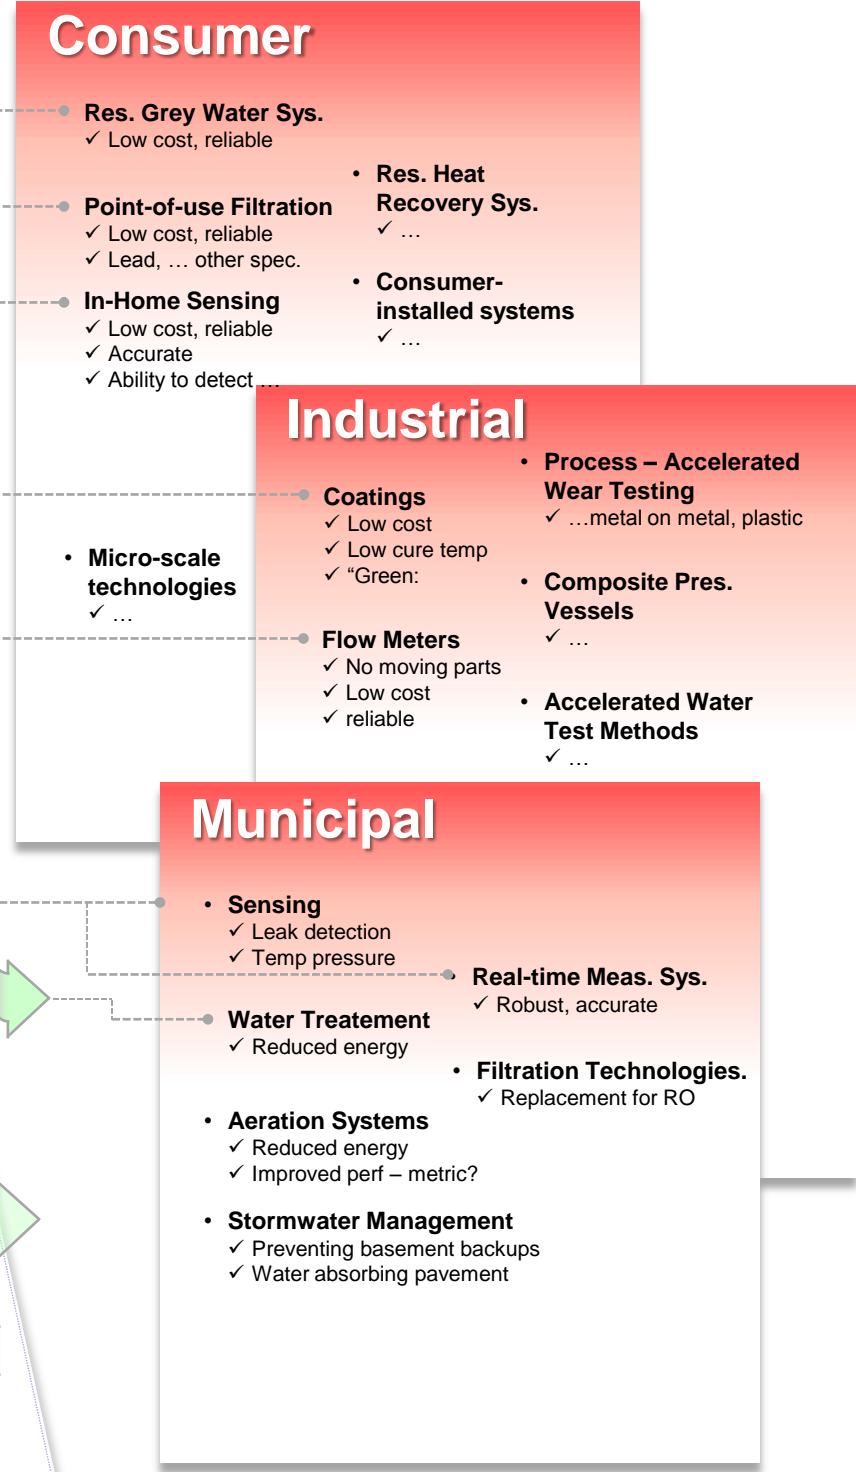 Consumer
Res. Grey Water Sys.
✓ Low cost, reliable
Point-of-use Filtration
✓ Low cost, reliable
✓ Lead, … other spec.
In-Home Sensing
✓ Low cost, reliable
✓ Accurate
✓ Ability to detect …
• Res. Heat
Recovery Sys.
✓ …
• Consumer-
installed systems
✓ …
• Micro-scale
technologies
✓ …
Industrial
Coatings
✓ Low cost
✓ Low cure temp
✓ “Green:
Flow Meters
✓ No moving parts
✓ Low cost
✓ reliable
• Process – Accelerated
Wear Testing
✓ …metal on metal, plastic
• Composite Pres.
Vessels
✓ …
• Accelerated Water
Test Methods
✓ …
Municipal
• Sensing
✓ Leak detection
✓ Temp pressure
Water Treatement
✓ Reduced energy
• Aeration Systems
✓ Reduced energy
✓ Improved perf – metric?
• Stormwater Management
✓ Preventing basement backups
✓ Water absorbing pavement
• Real-time Meas. Sys.
✓ Robust, accurate
• Filtration Technologies.
✓ Replacement for RO